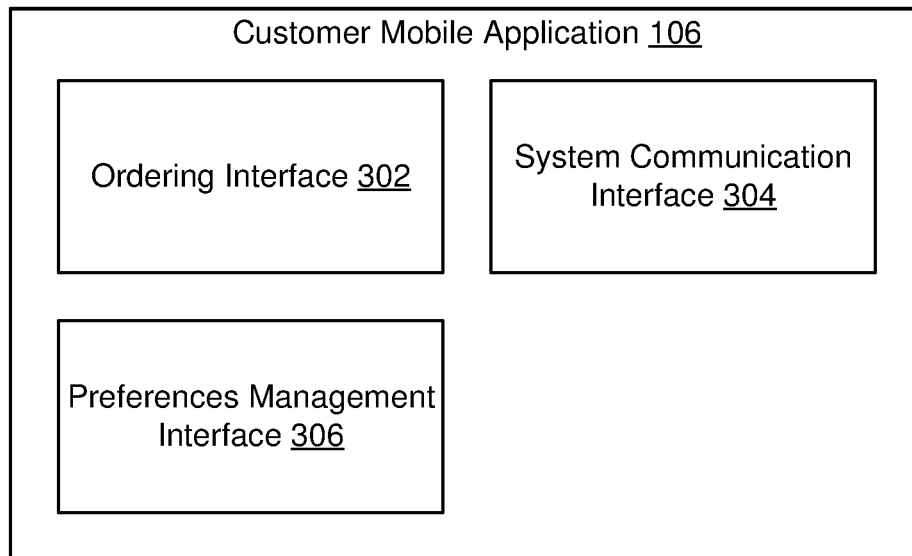 Customer Mobile Application 106
Ordering Interface 302
System Communication
Interface 304
Preferences Management
Interface 306